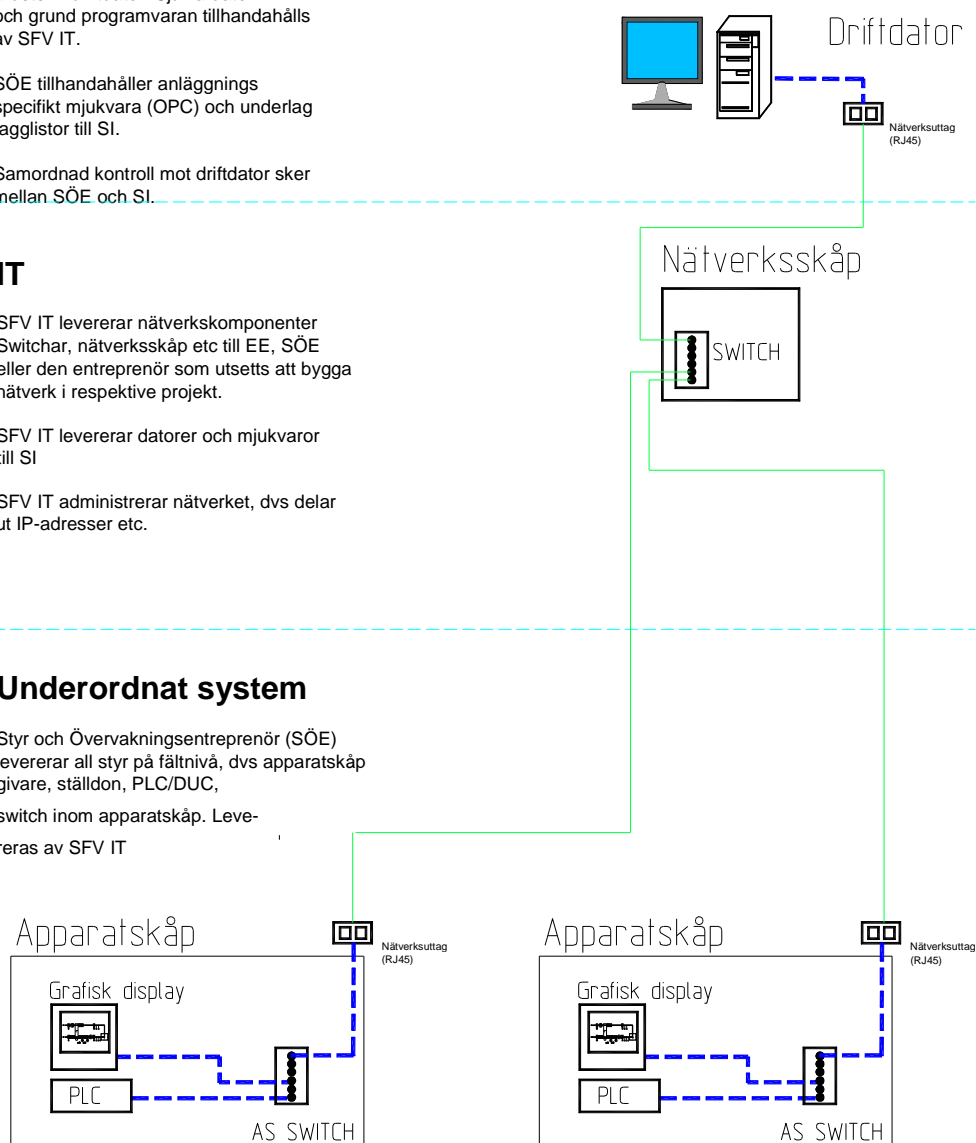 och grund programvaran tillhandahålls
av SFV IT.
SÖE tillhandahåller anläggnings
specifikt mjukvara (OPC) och underlag
tagglistor till SI.
Samordnad kontroll mot driftdator sker
mellan SÖE och SI.
Driftdator
Nätverksuttag
(RJ45)
IT
SFV IT levererar nätverkskomponenter
Switchar, nätverksskåp etc till EE, SÖE
eller den entreprenör som utsetts att bygga
nätverk i respektive projekt.
SFV IT levererar datorer och mjukvaror
till SI
SFV IT administrerar nätverket, dvs delar
ut IP-adresser etc.
Nätverksskåp
SWITCH
Underordnat system
Styr och Övervakningsentreprenör (SÖE)
levererar all styr på fältnivå, dvs apparatskåp
givare, ställdon, PLC/DUC,
switch inom apparatskåp. Leve-
reras av SFV IT
Apparatskåp
Nätverksuttag
(RJ45)
Grafisk display
PLC
AS SWITCH
Apparatskåp
Nätverksuttag
(RJ45)
Grafisk display
PLC
AS SWITCH